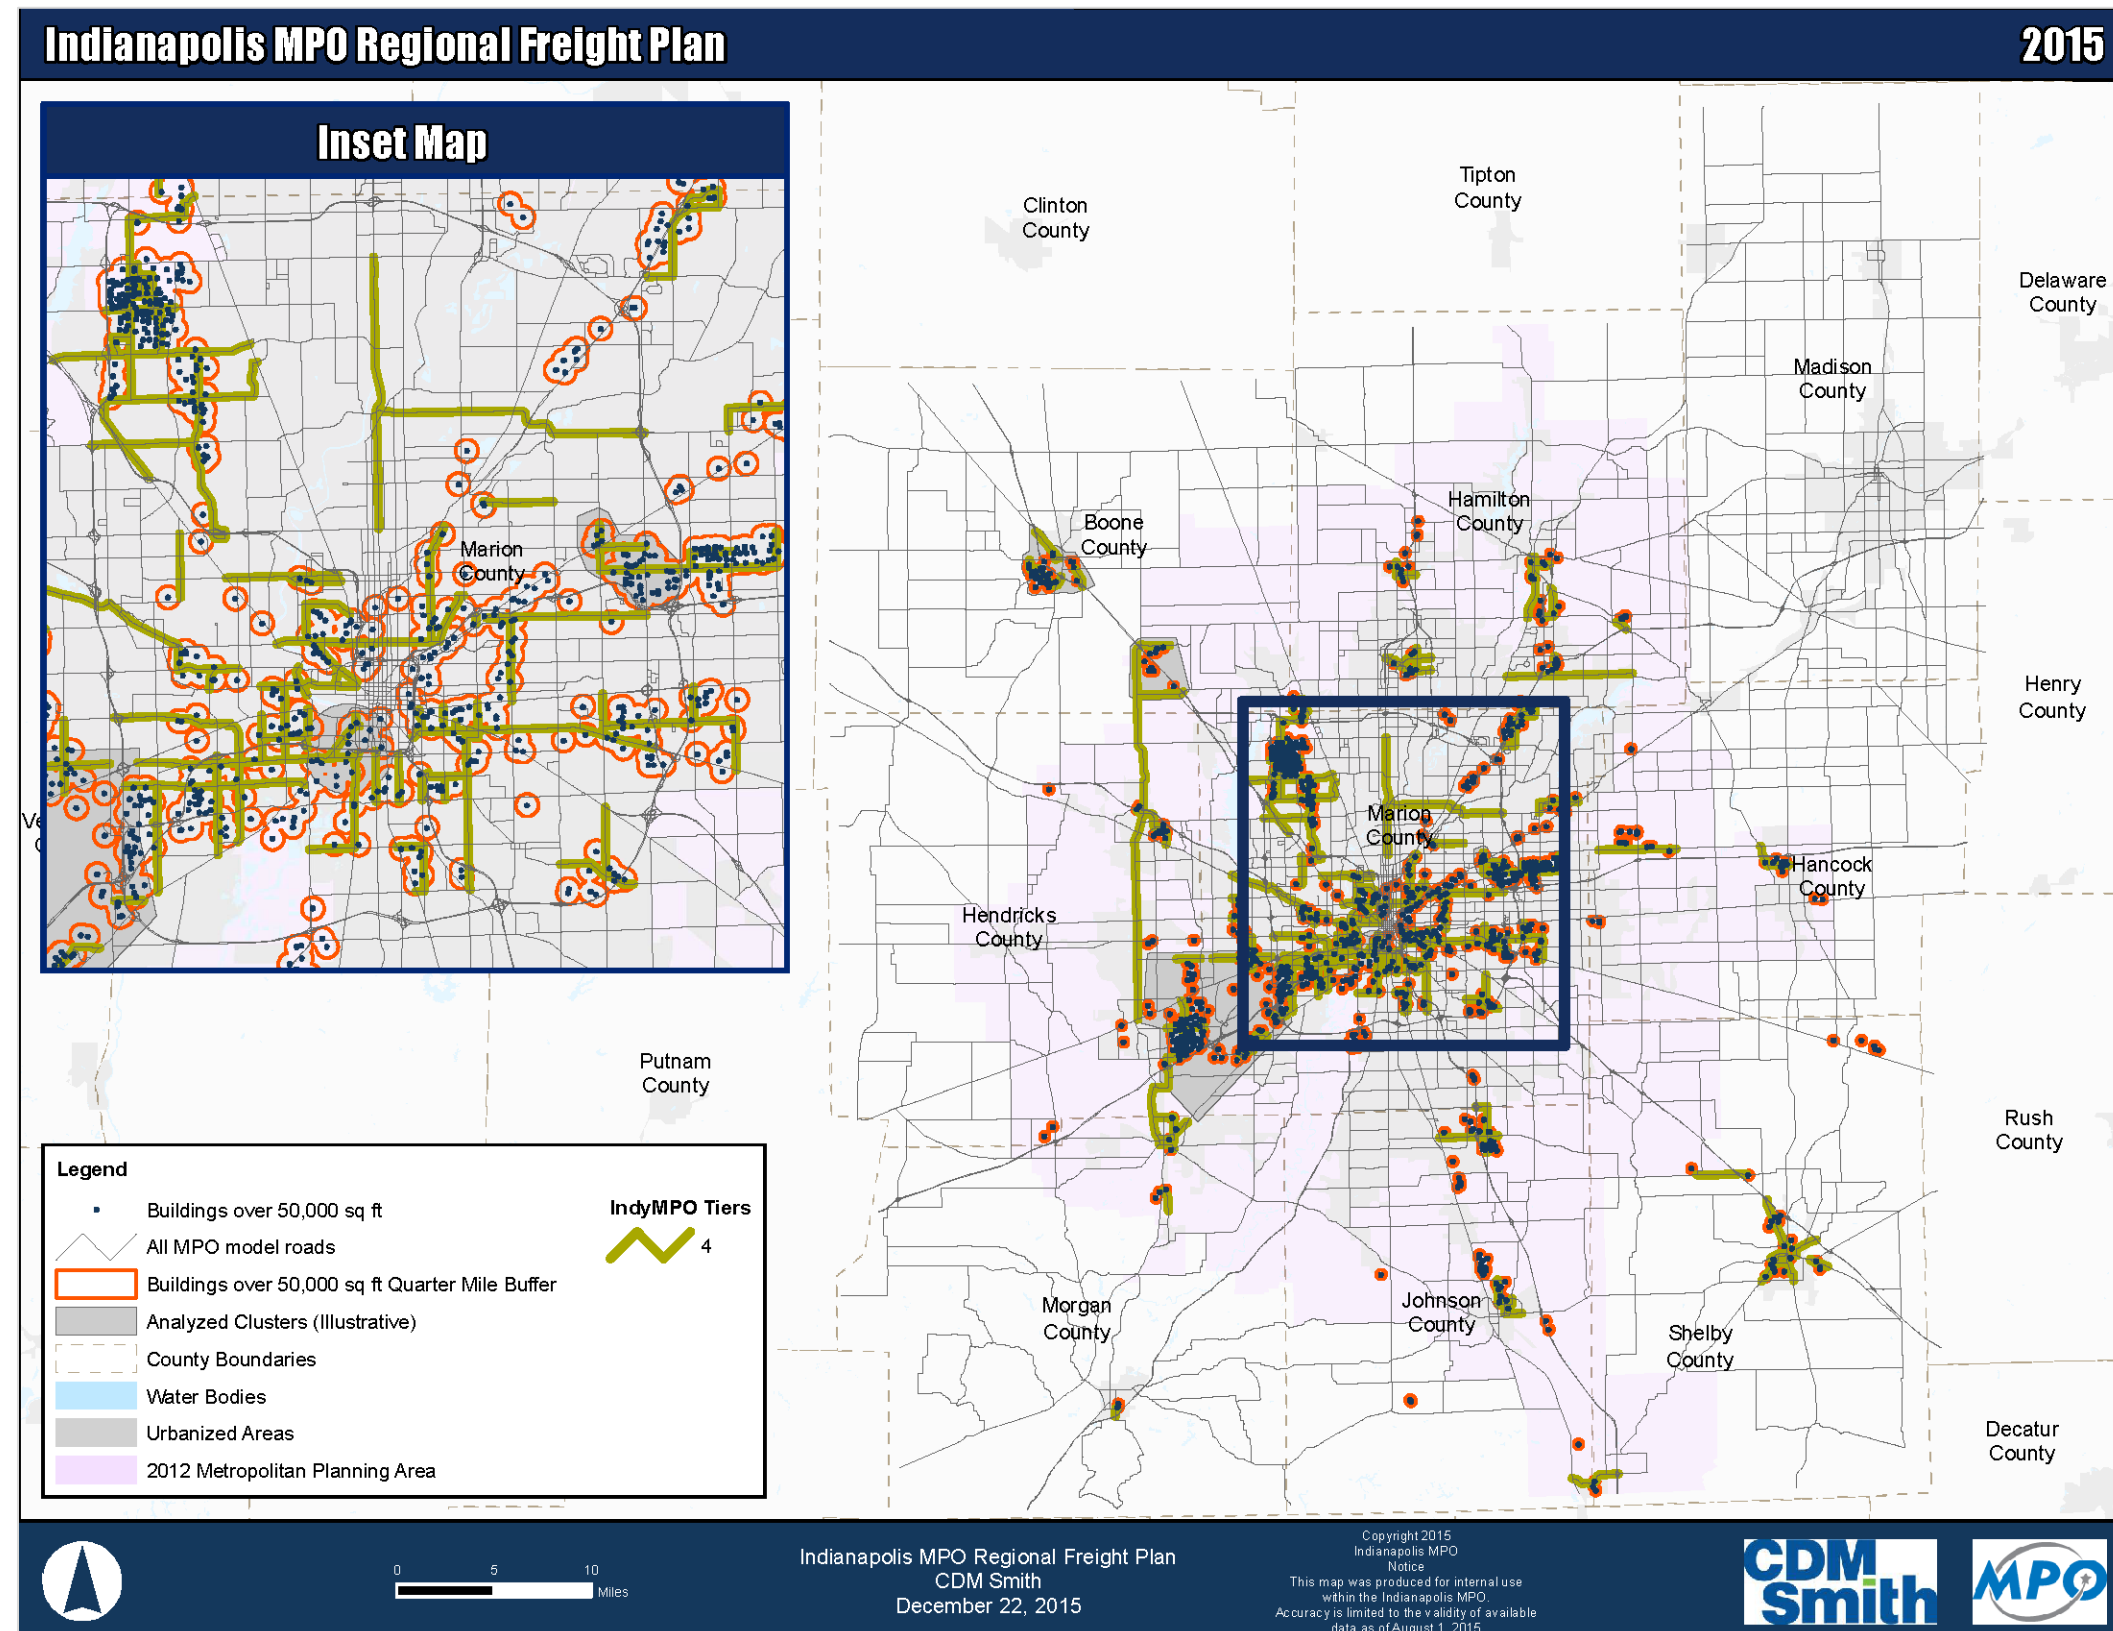 Indianapolis MPO Regional Freight Plan
2015
Inset Map
Marion
County
Clinton
County
Tipton
County
Delaware
County
Madison
County
Hamilton
County
Boone
County
Henry
County
Marion
County
Hancock
County
Hendricks
County
Putnam
County
Rush
County
Morgan
County
Johnson
County
Shelby
County
Decatur
County
Legend
Buildings over 50,000 sq ft
All MPO model roads
Buildings over 50,000 sq ft Quarter Mile Buffer
Analyzed Clusters (Illustrative)
County Boundaries
Water Bodies
Urbanized Areas
2012 Metropolitan Planning Area
IndyMPO Tiers
4
0 5 10
Miles
Indianapolis MPO Regional Freight Plan
CDM Smith
December 22, 2015
Copyright 2015
Indianapolis MPO
Notice
This map was produced for internal use
within the Indianapolis MPO.
Accuracy is limited to the validity of available
data as of August 1, 2015
CDM
Smith
MPO